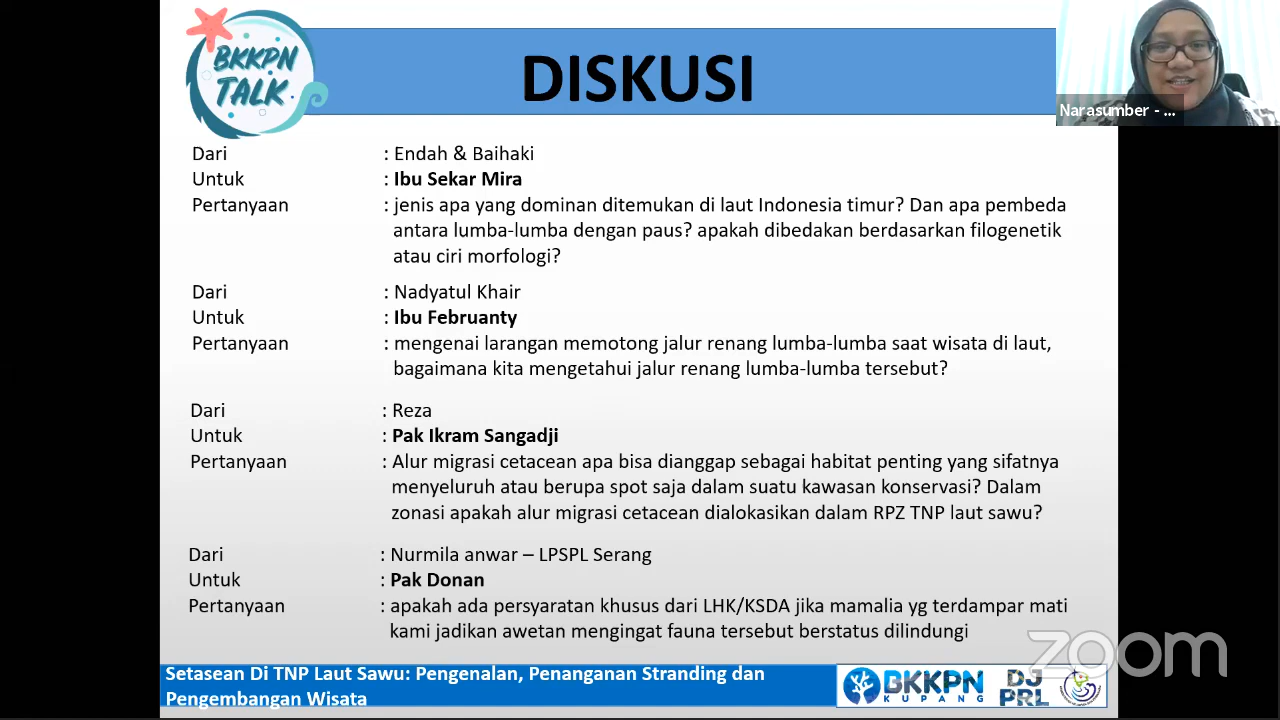 BKKPN
TALK
DISKUSI
Narasumber - ...
Dari : Endah & Baihaki
Untuk : Ibu Sekar Mira
Pertanyaan : jenis apa yang dominan ditemukan di laut Indonesia timur? Dan apa pembeda
antara lumba-lumba dengan paus? apakah dibedakan berdasarkan filogenetik
atau ciri morfologi?
Dari : Nadyatul Khair
Untuk : Ibu Februanty
Pertanyaan : mengenai larangan memotong jalur renang lumba-lumba saat wisata di laut,
bagaimana kita mengetahui jalur renang lumba-lumba tersebut?
Dari : Reza
Untuk : Pak Ikram Sangadji
Pertanyaan : Alur migrasi cetacean apa bisa dianggap sebagai habitat penting yang sifatnya
menyeluruh atau berupa spot saja dalam suatu kawasan konservasi? Dalam
zonasi apakah alur migrasi cetacean dialokasikan dalam RPZ TNP laut sawu?
Dari : Nurmila anwar – LPSPL Serang
Untuk : Pak Donan
Pertanyaan : apakah ada persyaratan khusus dari LHK/KSDA jika mamalia yg terdampar mati
kami jadikan awetan mengingat fauna tersebut berstatus dilindungi
zoom
Setasean Di TNP Laut Sawu: Pengenalan, Penanganan Stranding dan
Pengembangan Wisata
BKKPN
KUPANG
DJ
PRL